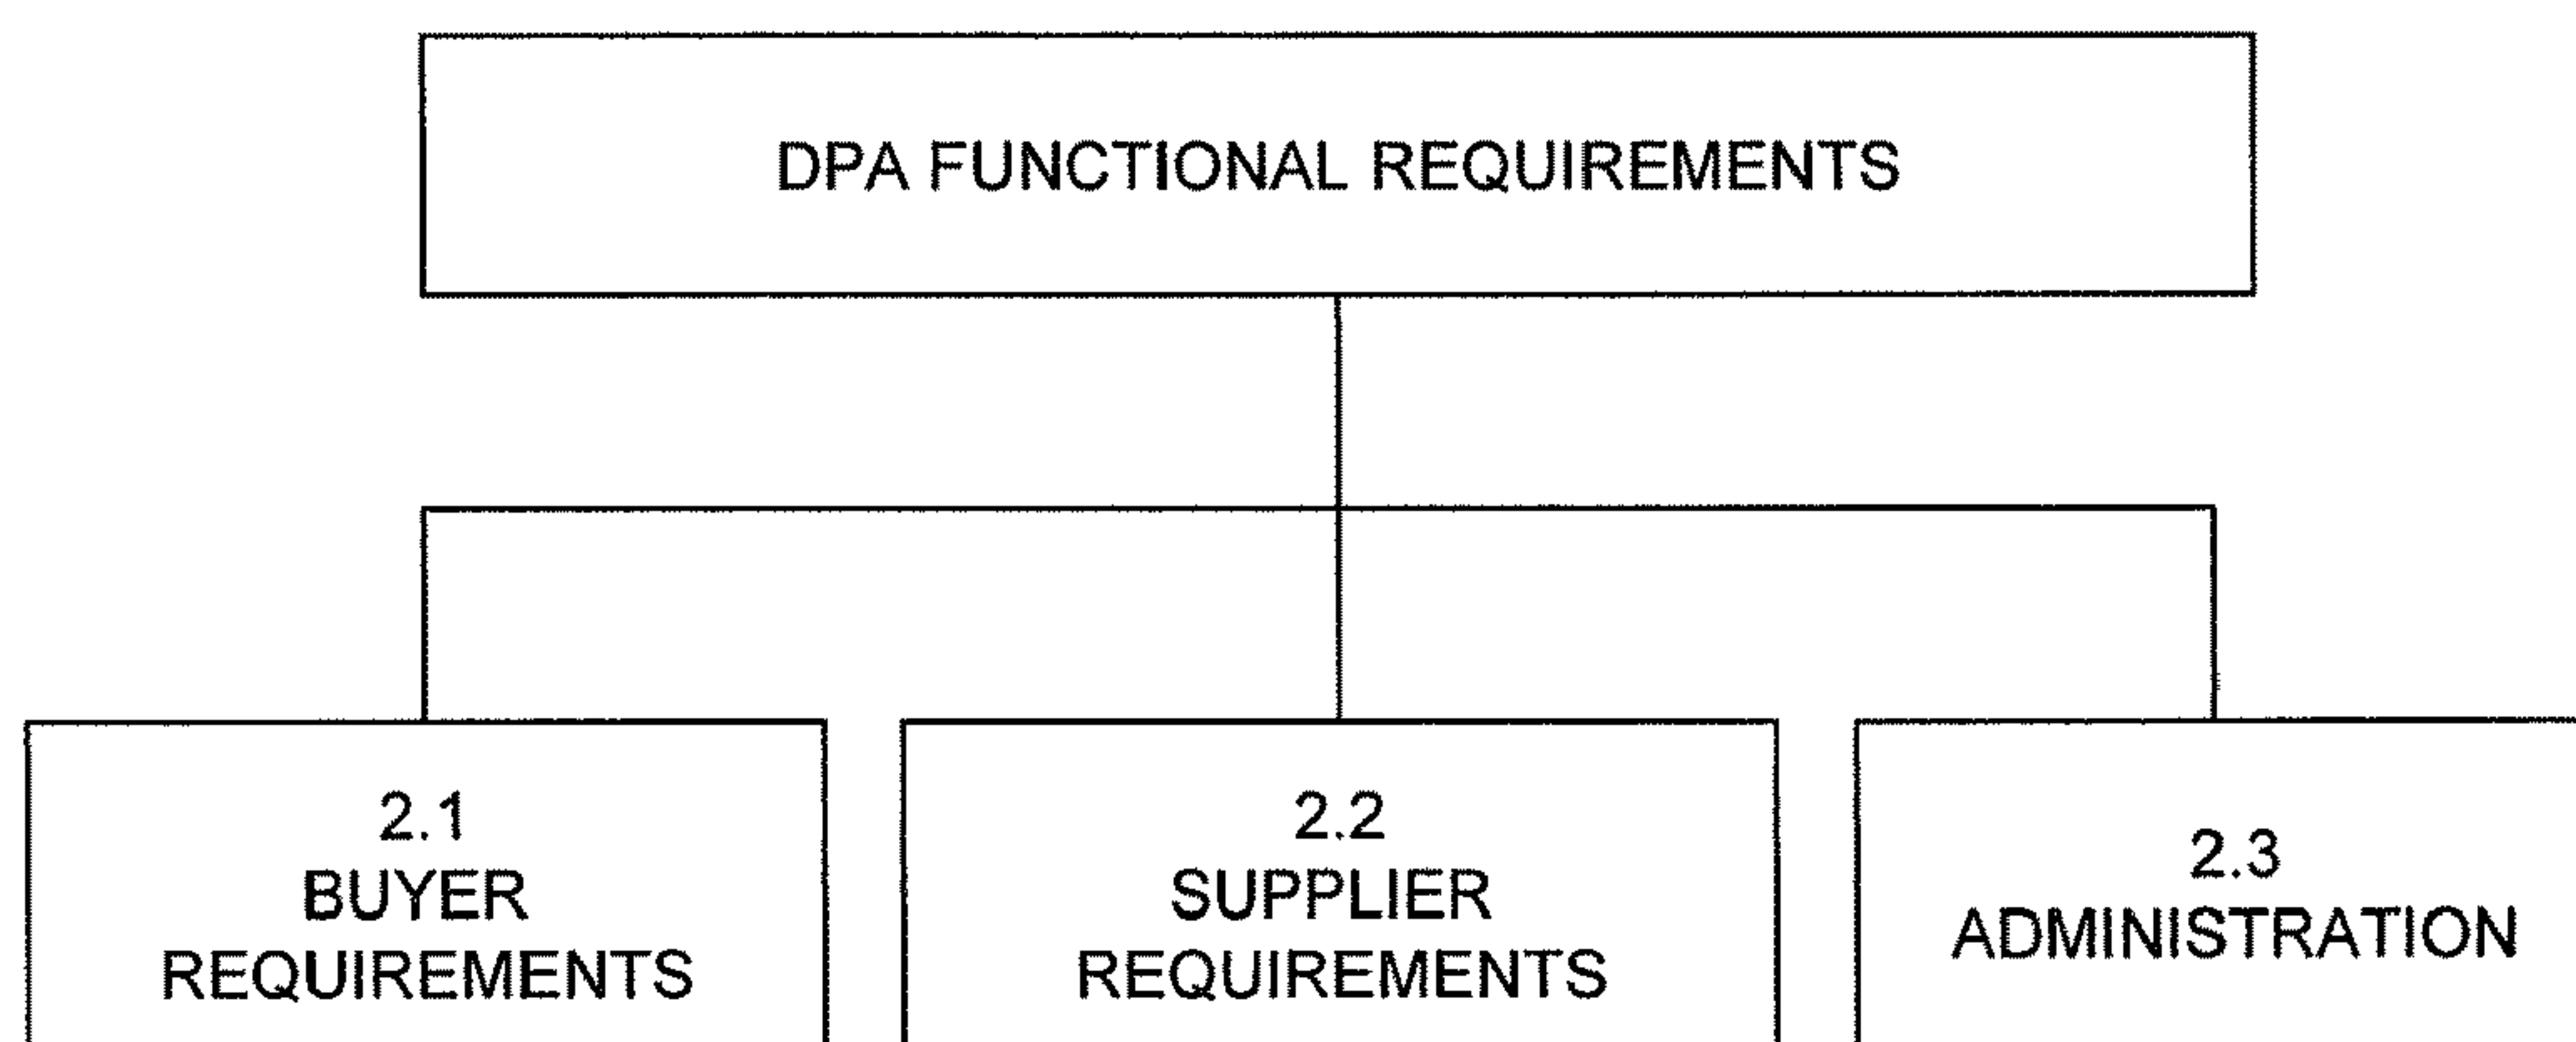 DPA FUNCTIONAL REQUIREMENTS
2.1
BUYER
REQUIREMENTS
2.2
SUPPLIER
REQUIREMENTS
2.3
ADMINISTRATION